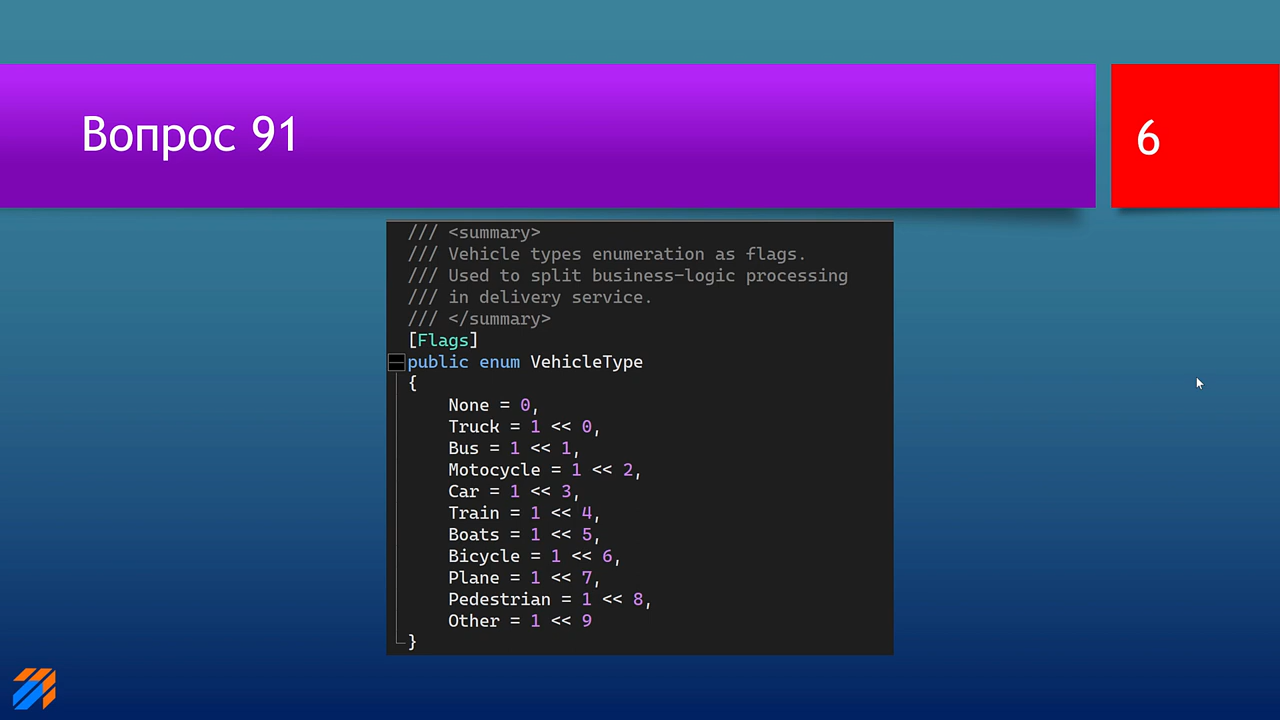 Вопрос 91
6
/// <summary>
/// Vehicle types enumeration as flags.
/// Used to split business-logic processing
/// in delivery service.
/// </summary>
[Flags]
public enum VehicleType
{
None = 0,
Truck = 1 << 0,
Bus = 1 << 1,
Motocycle = 1 << 2,
Car = 1 << 3,
Train = 1 << 4,
Boats = 1 << 5,
Bicycle = 1 << 6,
Plane = 1 << 7,
Pedestrian = 1 << 8,
Other = 1 << 9
}